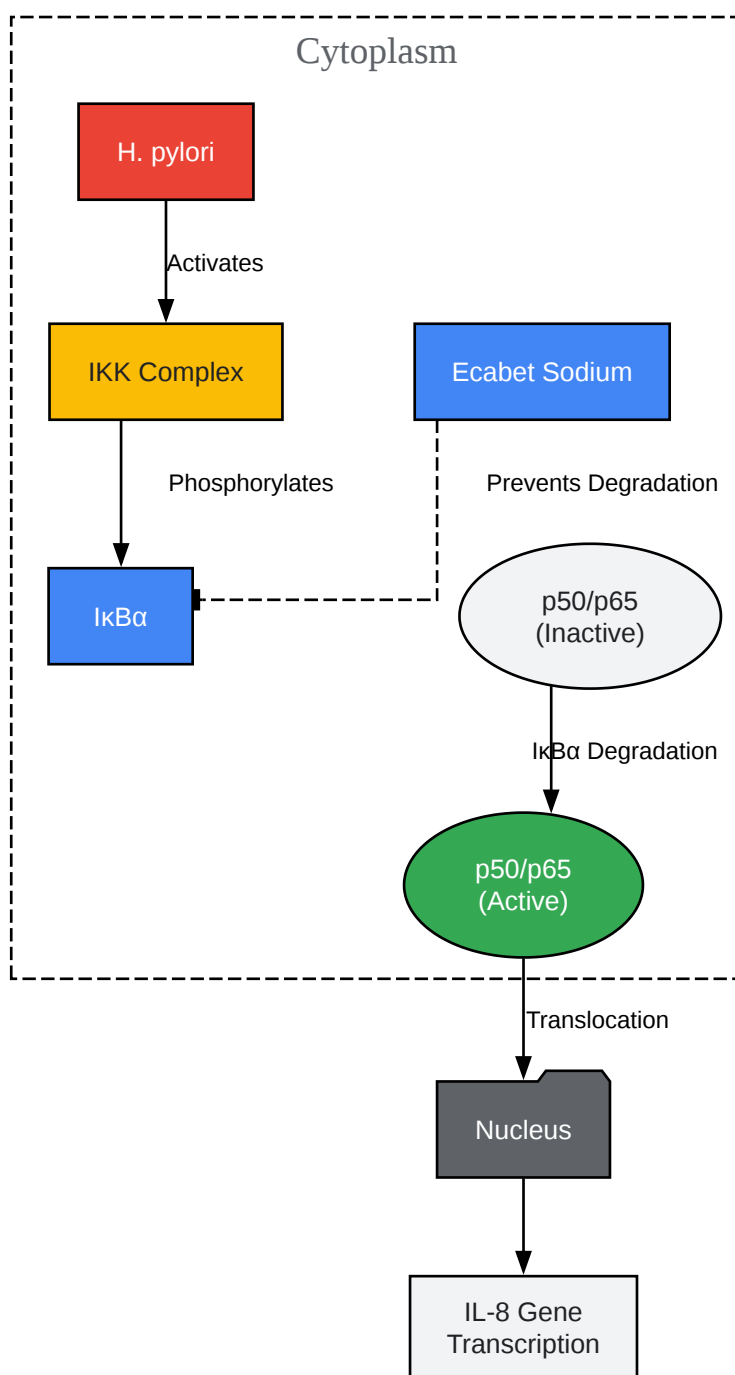 Cytoplasm
H. pylori
Activates
IKK Complex
Ecabet Sodium
Phosphorylates
Prevents Degradation
IκBα
p50/p65
(Inactive)
IκBα Degradation
p50/p65
(Active)
Translocation
Nucleus
IL-8 Gene
Transcription